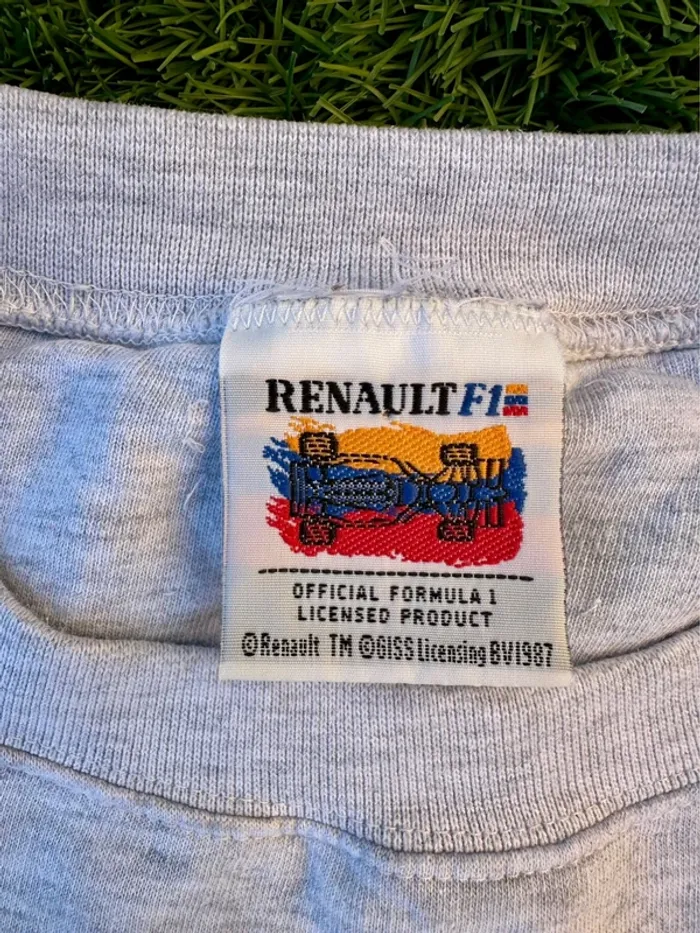 RENAULT F1
OFFICIAL FORMULA 1
LICENSED PRODUCT
©Renault TM ©GISS Licensing BV1987